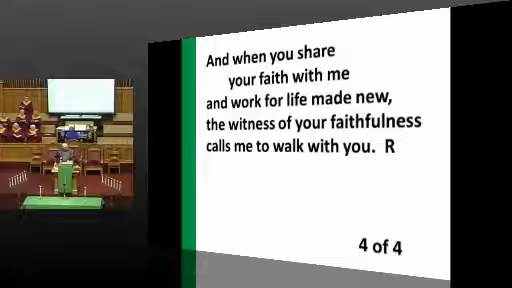 And when you share
your faith with me
and work for life made new,
the witness of your faithfulness
calls me to walk with you. R
4 of 4